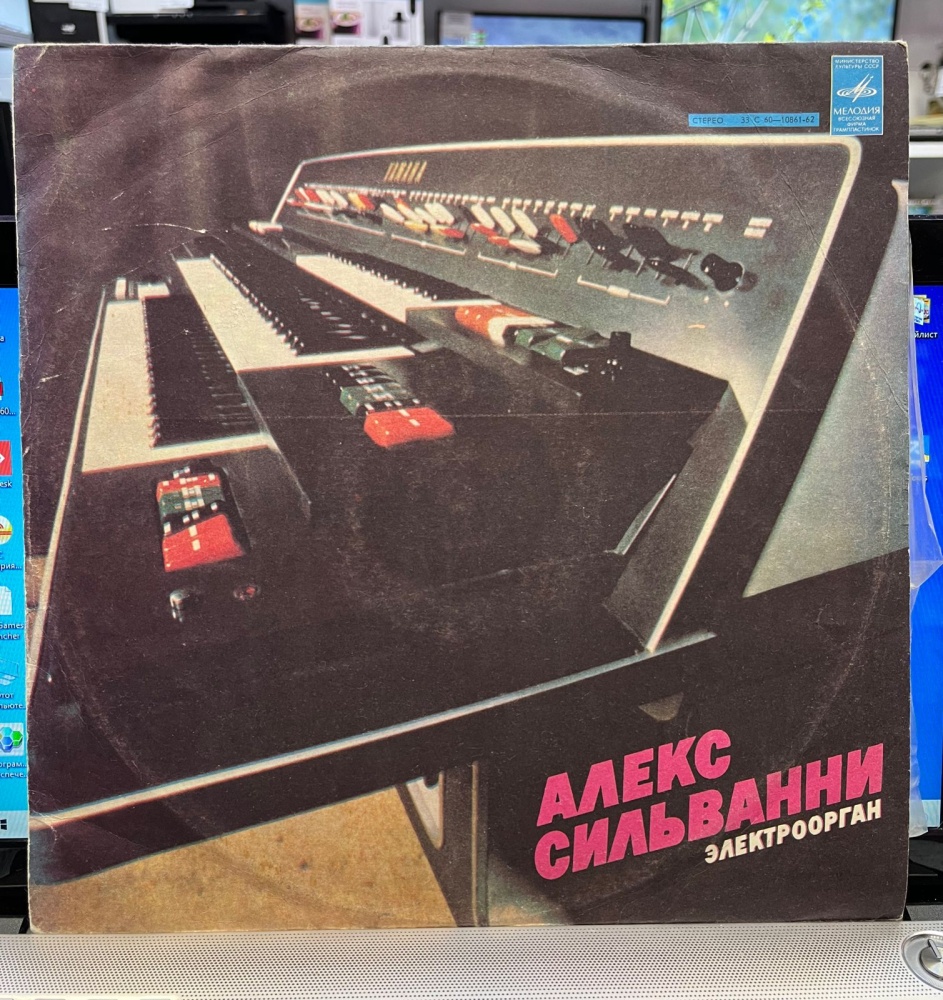 МИНИСТЕРСТВО
КУЛЬТУРЫ СССР
МЕЛОДИЯ
ВСЕСОЮЗНАЯ
ФИРМА
ГРАМПЛАСТИНОК
СТЕРЕО 33 С 60—10861-62
YAMAHA
АЛЕКС
СИЛЬВАННИ
ЭЛЕКТРООРГАН